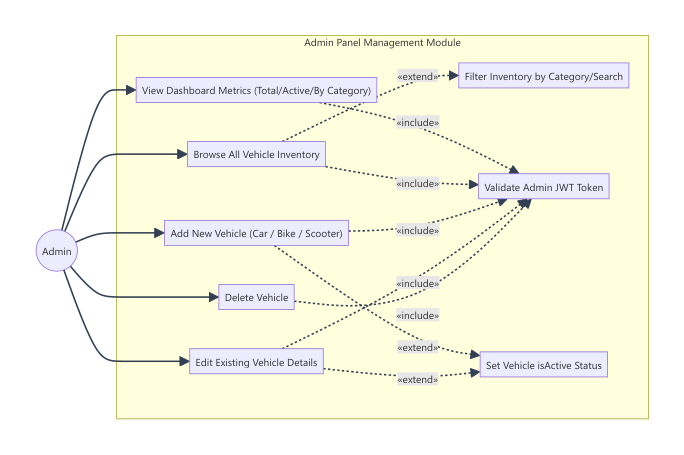 Admin Panel Management Module
«extend»
Filter Inventory by Category/Search
View Dashboard Metrics (Total/Active/By Category)
«include»
Browse All Vehicle Inventory
«include»
Validate Admin JWT Token
Add New Vehicle (Car / Bike / Scooter)
«include»
Admin
«include»
Delete Vehicle
«include»
«extend»
Edit Existing Vehicle Details
Set Vehicle isActive Status
«extend»